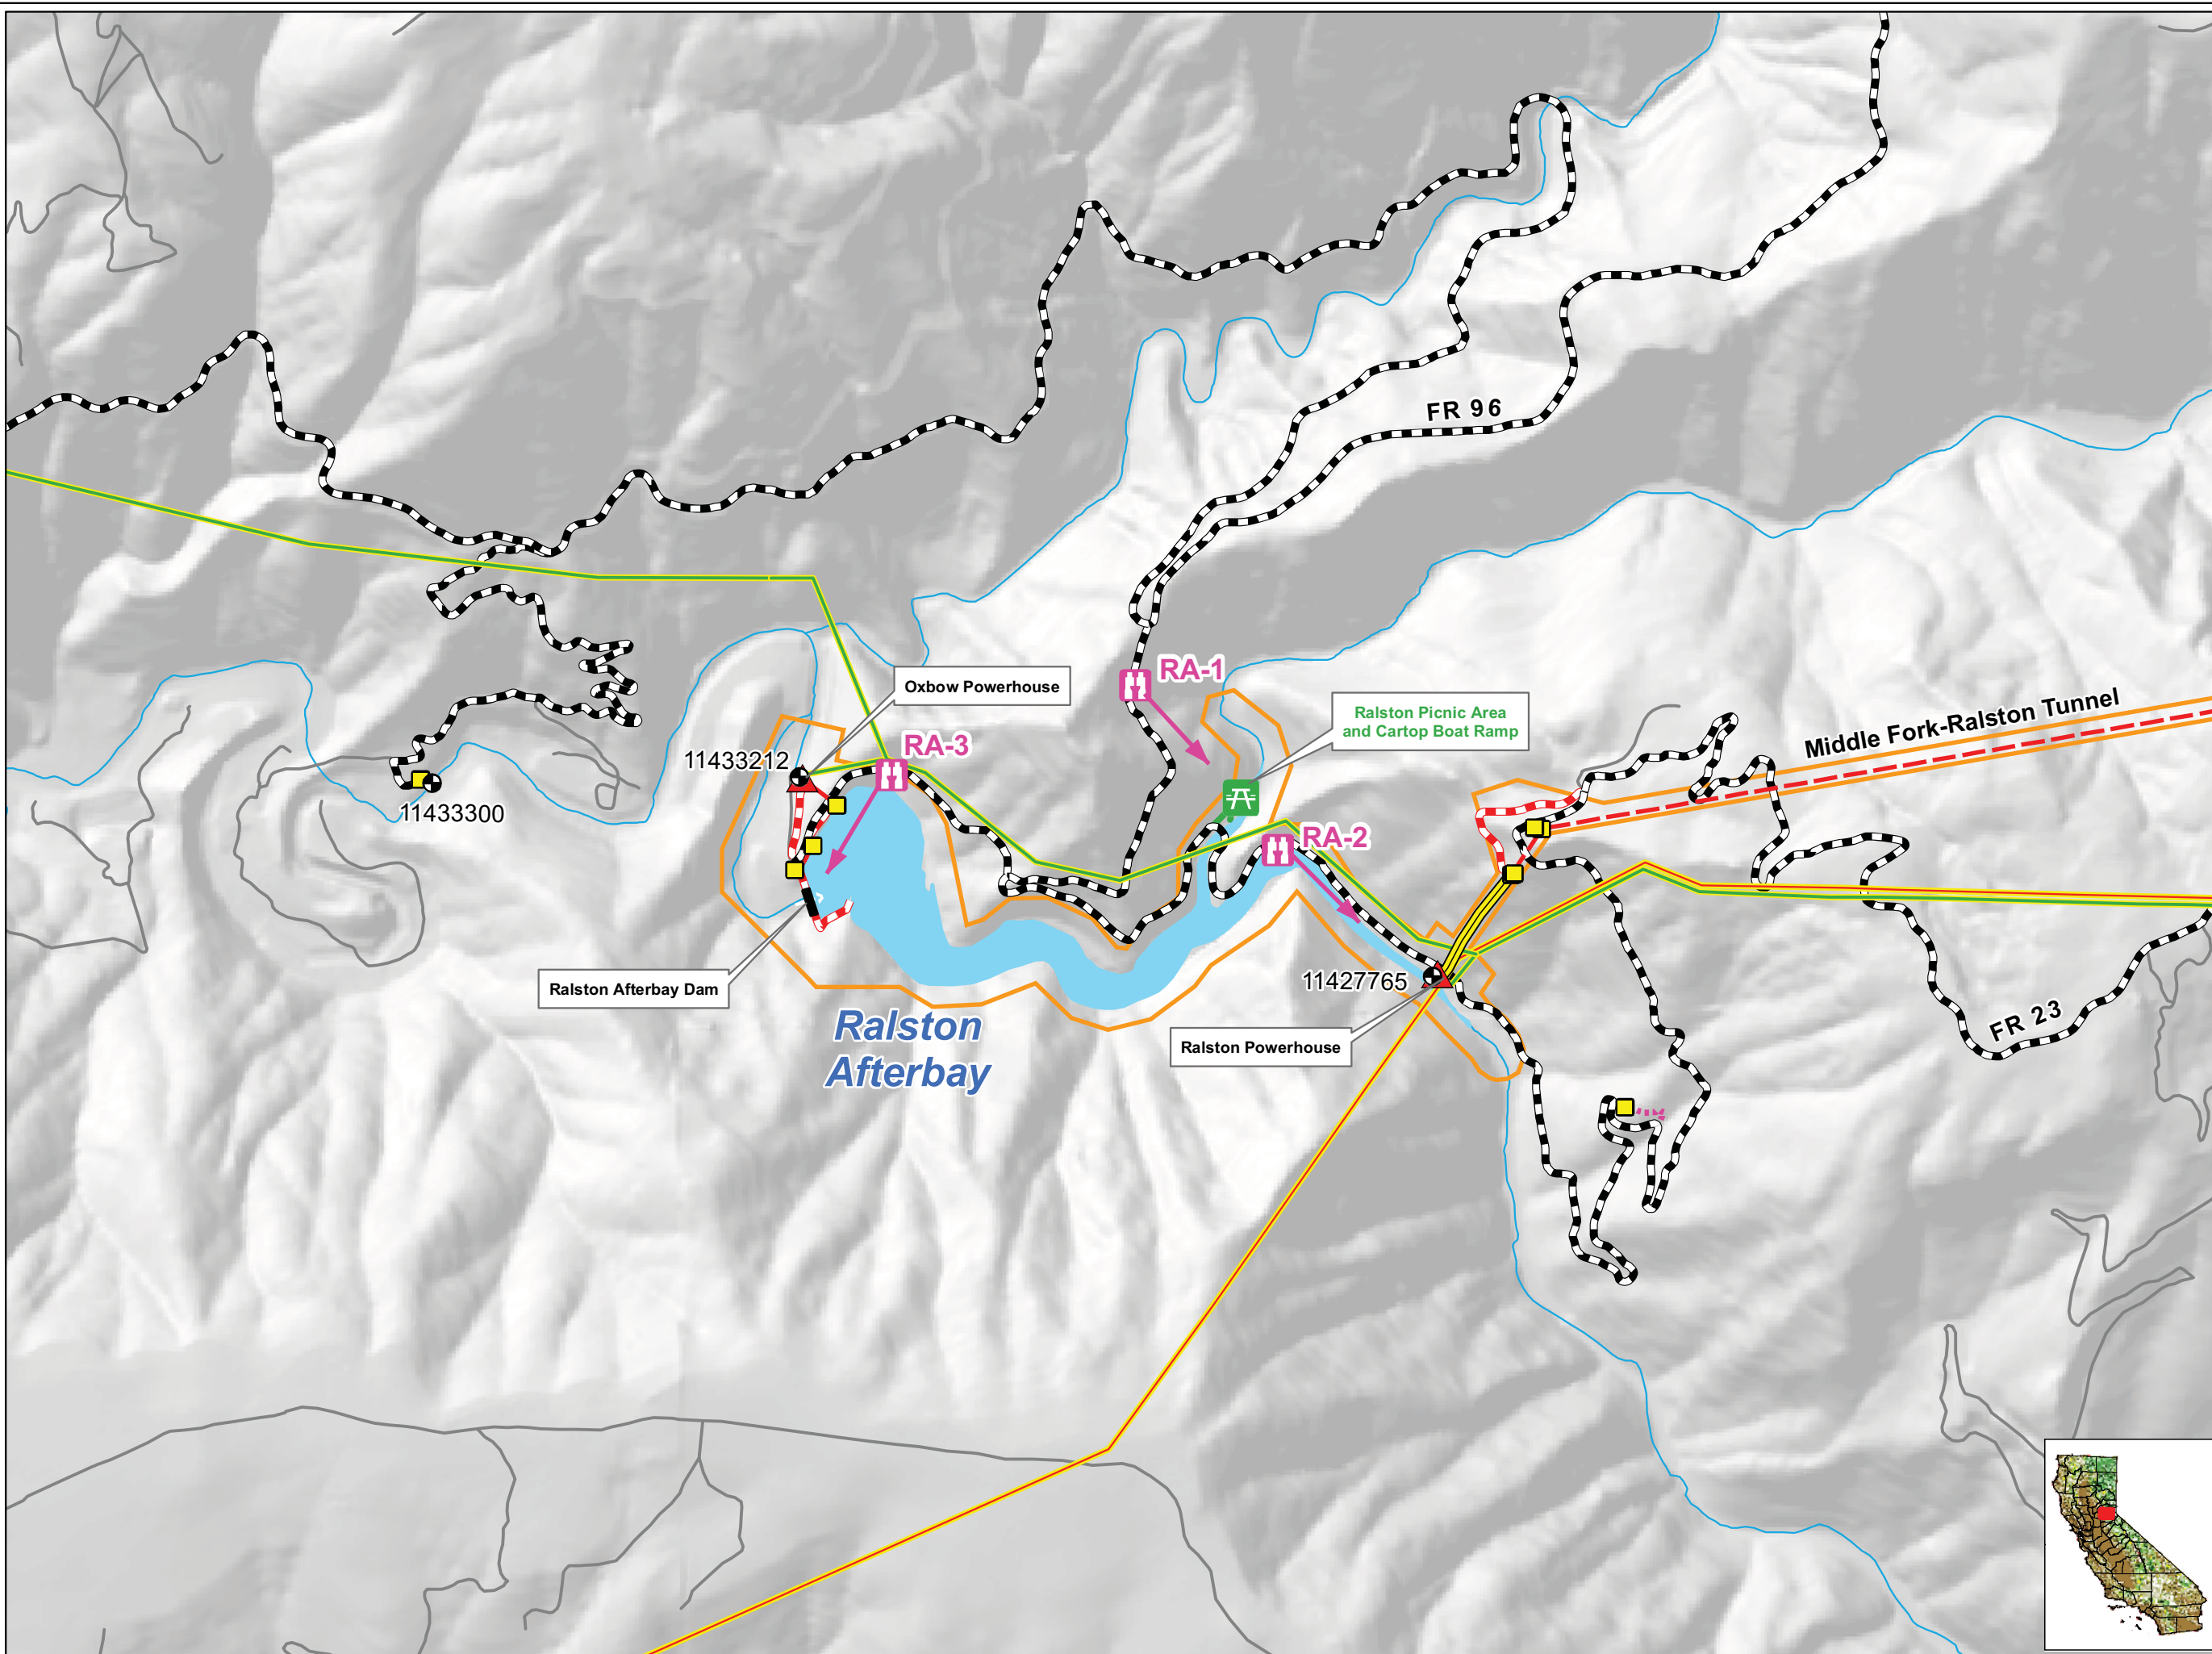 FR 96
RA-1
Oxbow Powerhouse
Ralston Picnic Area
and Cartop Boat Ramp
Middle Fork-Ralston Tunnel
RA-3
11433212
11433300
RA-2
11427765
Ralston Afterbay Dam
Ralston
Afterbay
Ralston Powerhouse
FR 23